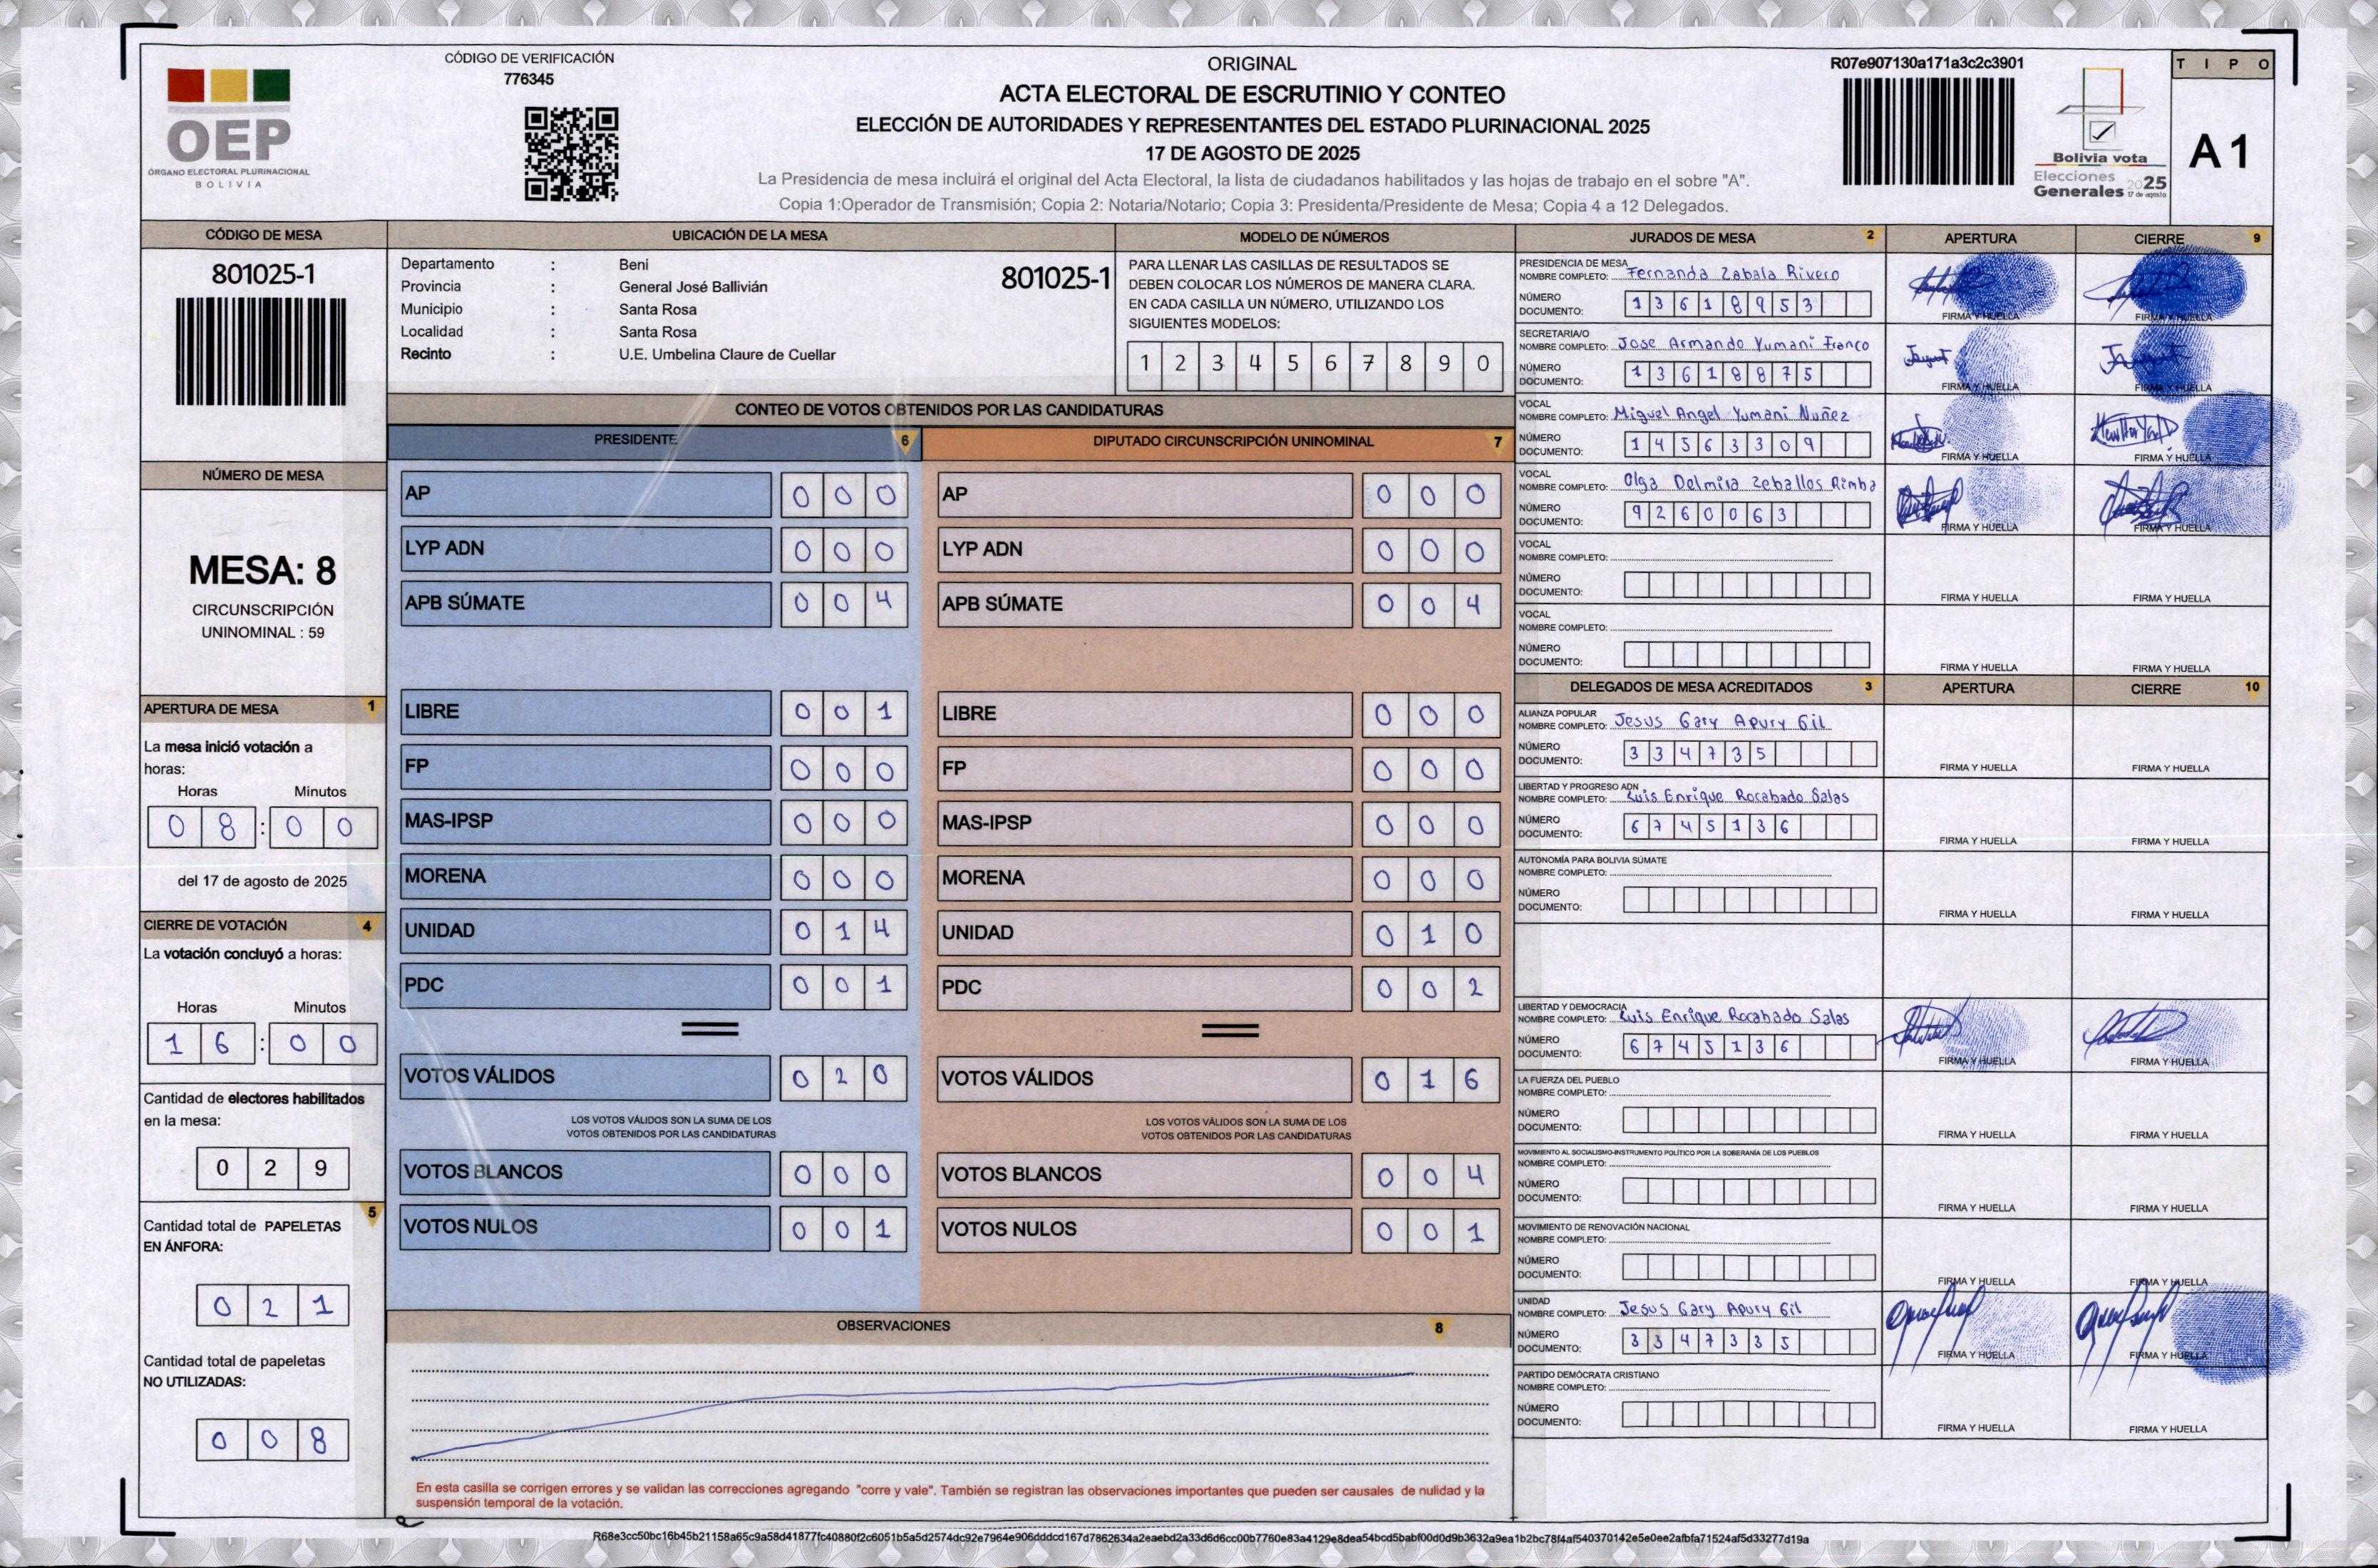 CÓDIGO DE VERIFICACIÓN
776345
OEP
ÓRGANO ELECTORAL PLURINACIONAL
BOLIVIA
ORIGINAL
ACTA ELECTORAL DE ESCRUTINIO Y CONTEO
ELECCIÓN DE AUTORIDADES Y REPRESENTANTES DEL ESTADO PLURINACIONAL 2025
17 DE AGOSTO DE 2025
La Presidencia de mesa incluirá el original del Acta Electoral, la lista de ciudadanos habilitados y las hojas de trabajo en el sobre "A".
Copia 1:Operador de Transmisión; Copia 2: Notaria/Notario; Copia 3: Presidenta/Presidente de Mesa; Copia 4 a 12 Delegados.
R07e907130a171a3c2c3901
Bolivia vota
Elecciones
Generales 2025
17 de agosto
TIPO
A 1
CÓDIGO DE MESA
801025-1
UBICACIÓN DE LA MESA
Departamento : Beni
Provincia : General José Ballivián
Municipio : Santa Rosa
Localidad : Santa Rosa
Recinto : U.E. Umbelina Claure de Cuellar
801025-1
MODELO DE NÚMEROS
PARA LLENAR LAS CASILLAS DE RESULTADOS SE
DEBEN COLOCAR LOS NÚMEROS DE MANERA CLARA.
EN CADA CASILLA UN NÚMERO, UTILIZANDO LOS
SIGUIENTES MODELOS:
1 2 3 4 5 6 7 8 9 0
NÚMERO DE MESA
MESA: 8
CIRCUNSCRIPCIÓN
UNINOMINAL : 59
APERTURA DE MESA 1
La mesa inició votación a
horas:
Horas Minutos
0 8 : 0 0
del 17 de agosto de 2025
CIERRE DE VOTACIÓN 4
La votación concluyó a horas:
Horas Minutos
1 6 : 0 0
Cantidad de electores habilitados
en la mesa:
0 2 9
5
Cantidad total de PAPELETAS
EN ÁNFORA:
0 2 1
Cantidad total de papeletas
NO UTILIZADAS:
0 0 8
CONTEO DE VOTOS OBTENIDOS POR LAS CANDIDATURAS
PRESIDENTE 6
AP 0 0 0
LYP ADN 0 0 0
APB SÚMATE 0 0 4
LIBRE 0 0 1
FP 0 0 0
MAS-IPSP 0 0 0
MORENA 0 0 0
UNIDAD 0 1 4
PDC 0 0 1
VOTOS VÁLIDOS 0 2 0
LOS VOTOS VÁLIDOS SON LA SUMA DE LOS
VOTOS OBTENIDOS POR LAS CANDIDATURAS
VOTOS BLANCOS 0 0 0
VOTOS NULOS 0 0 1
DIPUTADO CIRCUNSCRIPCIÓN UNINOMINAL 7
AP 0 0 0
LYP ADN 0 0 0
APB SÚMATE 0 0 4
LIBRE 0 0 0
FP 0 0 0
MAS-IPSP 0 0 0
MORENA 0 0 0
UNIDAD 0 1 0
PDC 0 0 2
VOTOS VÁLIDOS 0 1 6
LOS VOTOS VÁLIDOS SON LA SUMA DE LOS
VOTOS OBTENIDOS POR LAS CANDIDATURAS
VOTOS BLANCOS 0 0 4
VOTOS NULOS 0 0 1
OBSERVACIONES 8
En esta casilla se corrigen errores y se validan las correcciones agregando "corre y vale". También se registran las observaciones importantes que pueden ser causales de nulidad y la
suspensión temporal de la votación.
JURADOS DE MESA 2 APERTURA CIERRE 9
PRESIDENCIA DE MESA
NOMBRE COMPLETO: Fernanda Zabala Rivero
NÚMERO
DOCUMENTO: 1 3 6 1 8 9 5 3
FIRMA Y HUELLA FIRMA Y HUELLA
SECRETARIA/O
NOMBRE COMPLETO: Jose Armando Yumani Franco
NÚMERO
DOCUMENTO: 1 3 6 1 8 8 7 5
FIRMA Y HUELLA FIRMA Y HUELLA
VOCAL
NOMBRE COMPLETO: Miguel Angel Yumani Nuñez
NÚMERO
DOCUMENTO: 1 4 5 6 3 3 0 9
FIRMA Y HUELLA FIRMA Y HUELLA
VOCAL
NOMBRE COMPLETO: Olga Delmira Zeballos Rimba
NÚMERO
DOCUMENTO: 9 2 6 0 0 6 3
FIRMA Y HUELLA FIRMA Y HUELLA
VOCAL
NOMBRE COMPLETO:
NÚMERO
DOCUMENTO:
FIRMA Y HUELLA FIRMA Y HUELLA
VOCAL
NOMBRE COMPLETO:
NÚMERO
DOCUMENTO:
FIRMA Y HUELLA FIRMA Y HUELLA
DELEGADOS DE MESA ACREDITADOS 3 APERTURA CIERRE 10
ALIANZA POPULAR
NOMBRE COMPLETO: Jesus Gary Apury Gil
NÚMERO
DOCUMENTO: 3 3 4 7 3 5
FIRMA Y HUELLA FIRMA Y HUELLA
LIBERTAD Y PROGRESO ADN
NOMBRE COMPLETO: Luis Enrique Rocabado Salas
NÚMERO
DOCUMENTO: 6 7 4 5 1 3 6
FIRMA Y HUELLA FIRMA Y HUELLA
AUTONOMÍA PARA BOLIVIA SÚMATE
NOMBRE COMPLETO:
NÚMERO
DOCUMENTO:
FIRMA Y HUELLA FIRMA Y HUELLA
LIBERTAD Y DEMOCRACIA
NOMBRE COMPLETO: Luis Enrique Rocabado Salas
NÚMERO
DOCUMENTO: 6 7 4 5 1 3 6
FIRMA Y HUELLA FIRMA Y HUELLA
LA FUERZA DEL PUEBLO
NOMBRE COMPLETO:
NÚMERO
DOCUMENTO:
FIRMA Y HUELLA FIRMA Y HUELLA
MOVIMIENTO AL SOCIALISMO-INSTRUMENTO POLÍTICO POR LA SOBERANÍA DE LOS PUEBLOS
NOMBRE COMPLETO:
NÚMERO
DOCUMENTO:
FIRMA Y HUELLA FIRMA Y HUELLA
MOVIMIENTO DE RENOVACIÓN NACIONAL
NOMBRE COMPLETO:
NÚMERO
DOCUMENTO:
FIRMA Y HUELLA FIRMA Y HUELLA
UNIDAD
NOMBRE COMPLETO: Jesus Gary Apury Gil
NÚMERO
DOCUMENTO: 3 3 4 7 3 3 5
FIRMA Y HUELLA FIRMA Y HUELLA
PARTIDO DEMÓCRATA CRISTIANO
NOMBRE COMPLETO:
NÚMERO
DOCUMENTO:
FIRMA Y HUELLA FIRMA Y HUELLA